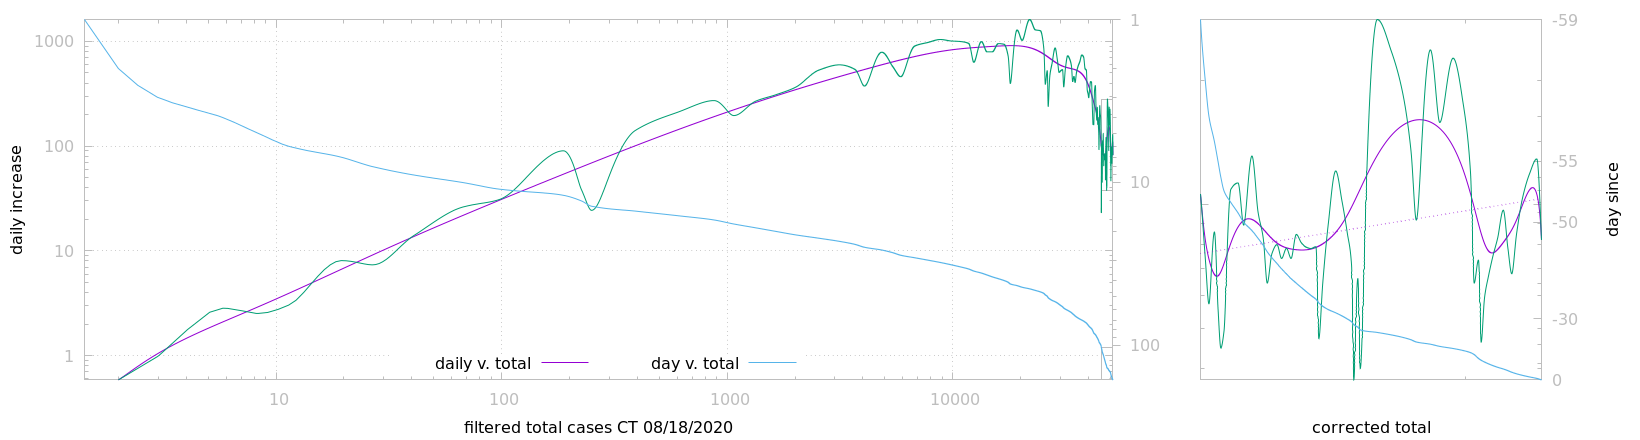 daily increase
1000
100
10
1
10
100
1000
10000
filtered total cases CT 08/18/2020
daily v. total
day v. total
1
10
100
corrected total
-59
-55
-50
-30
0
day since